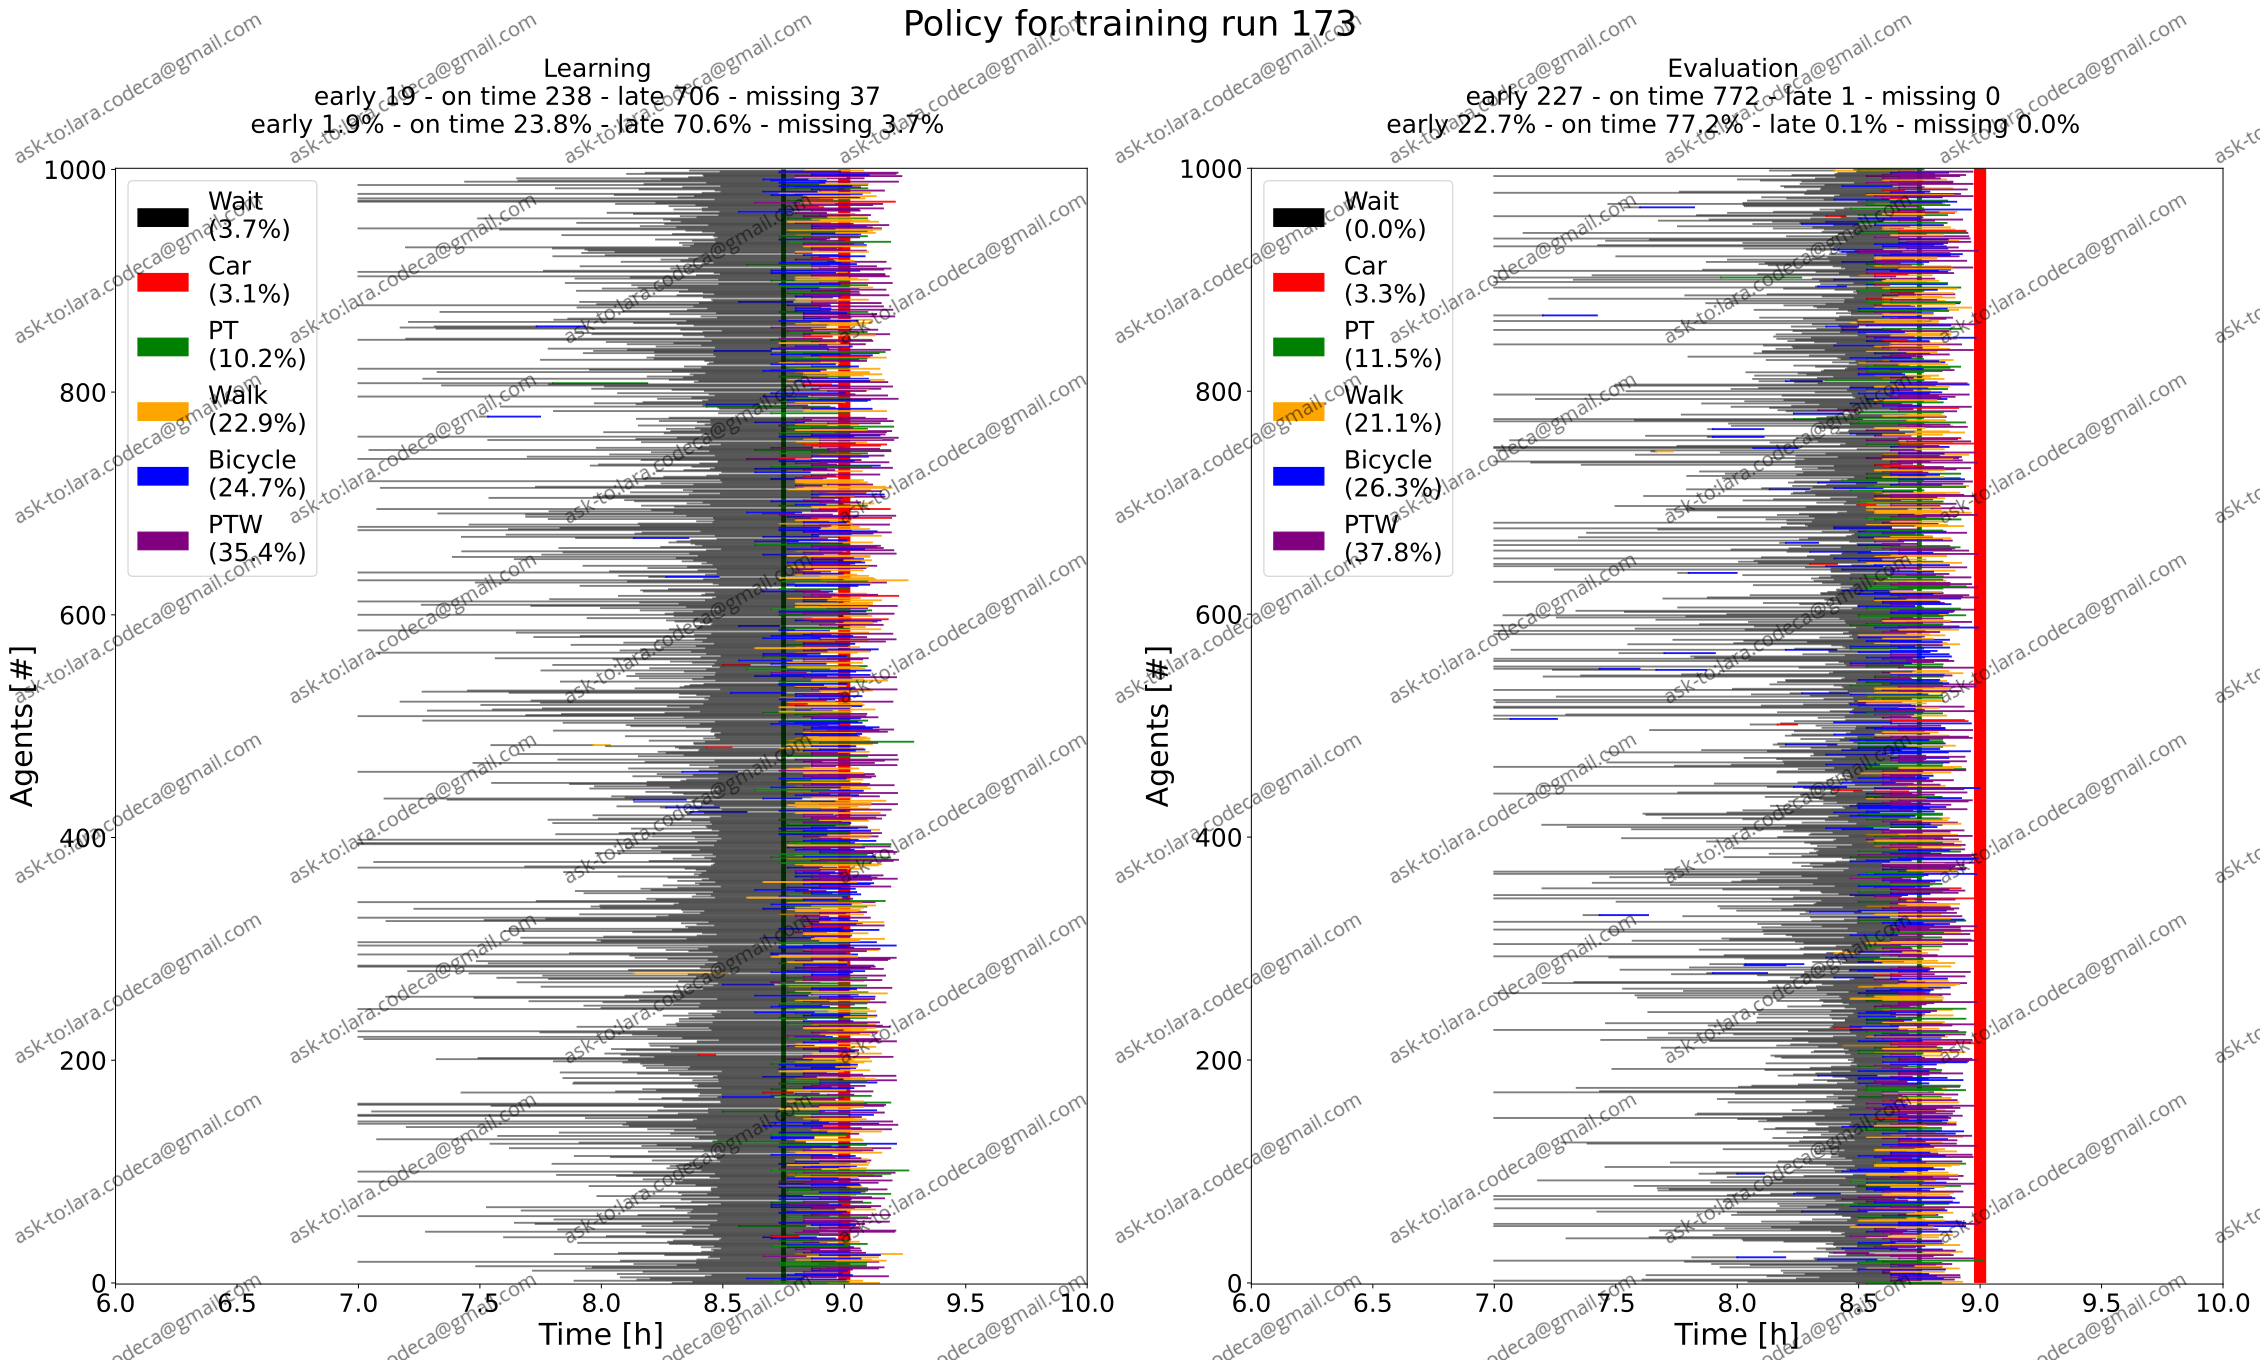 Policy for training run 173
Learning
early 19 - on time 238 - late 706 - missing 37
early 1.9% - on time 23.8% - late 70.6% - missing 3.7%
Evaluation
early 227 - on time 772 - late 1 - missing 0
early 22.7% - on time 77.2% - late 0.1% - missing 0.0%
Agents [#]
1000
800
600
400
200
0
Wait
(3.7%)
Car
(3.1%)
PT
(10.2%)
Walk
(22.9%)
Bicycle
(24.7%)
PTW
(35.4%)
6.0 6.5 7.0 7.5 8.0 8.5 9.0 9.5 10.0
Time [h]
Agents [#]
1000
800
600
400
200
0
Wait
(0.0%)
Car
(3.3%)
PT
(11.5%)
Walk
(21.1%)
Bicycle
(26.3%)
PTW
(37.8%)
6.0 6.5 7.0 7.5 8.0 8.5 9.0 9.5 10.0
Time [h]
ask-to:lara.codeca@gmail.com